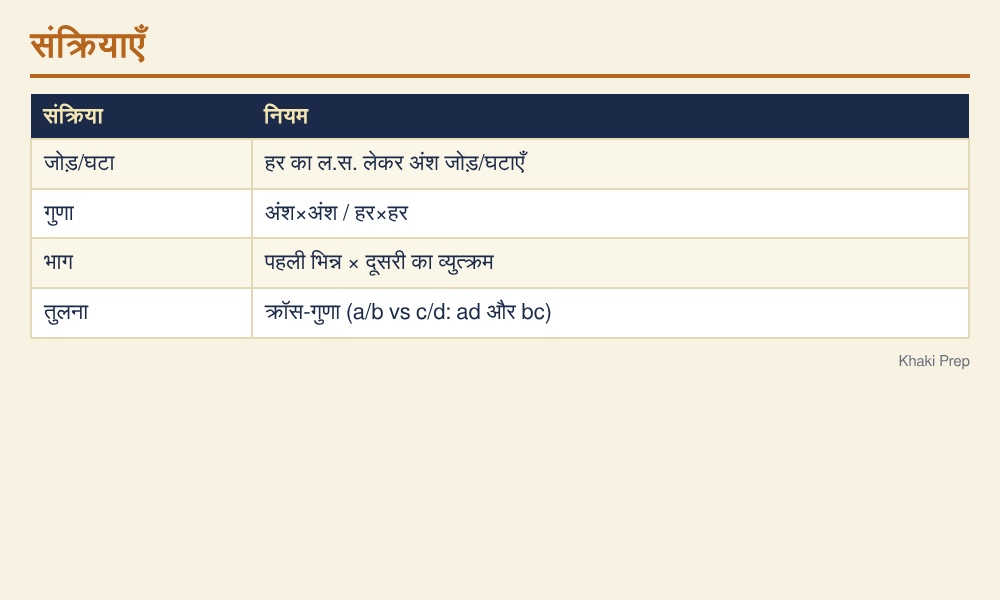 संक्रियाएँ
संक्रिया नियम
जोड़/घटा हर का ल.स. लेकर अंश जोड़/घटाएँ
गुणा अंश×अंश / हर×हर
भाग पहली भिन्न × दूसरी का व्युत्क्रम
तुलना क्रॉस-गुणा (a/b vs c/d: ad और bc)
Khaki Prep